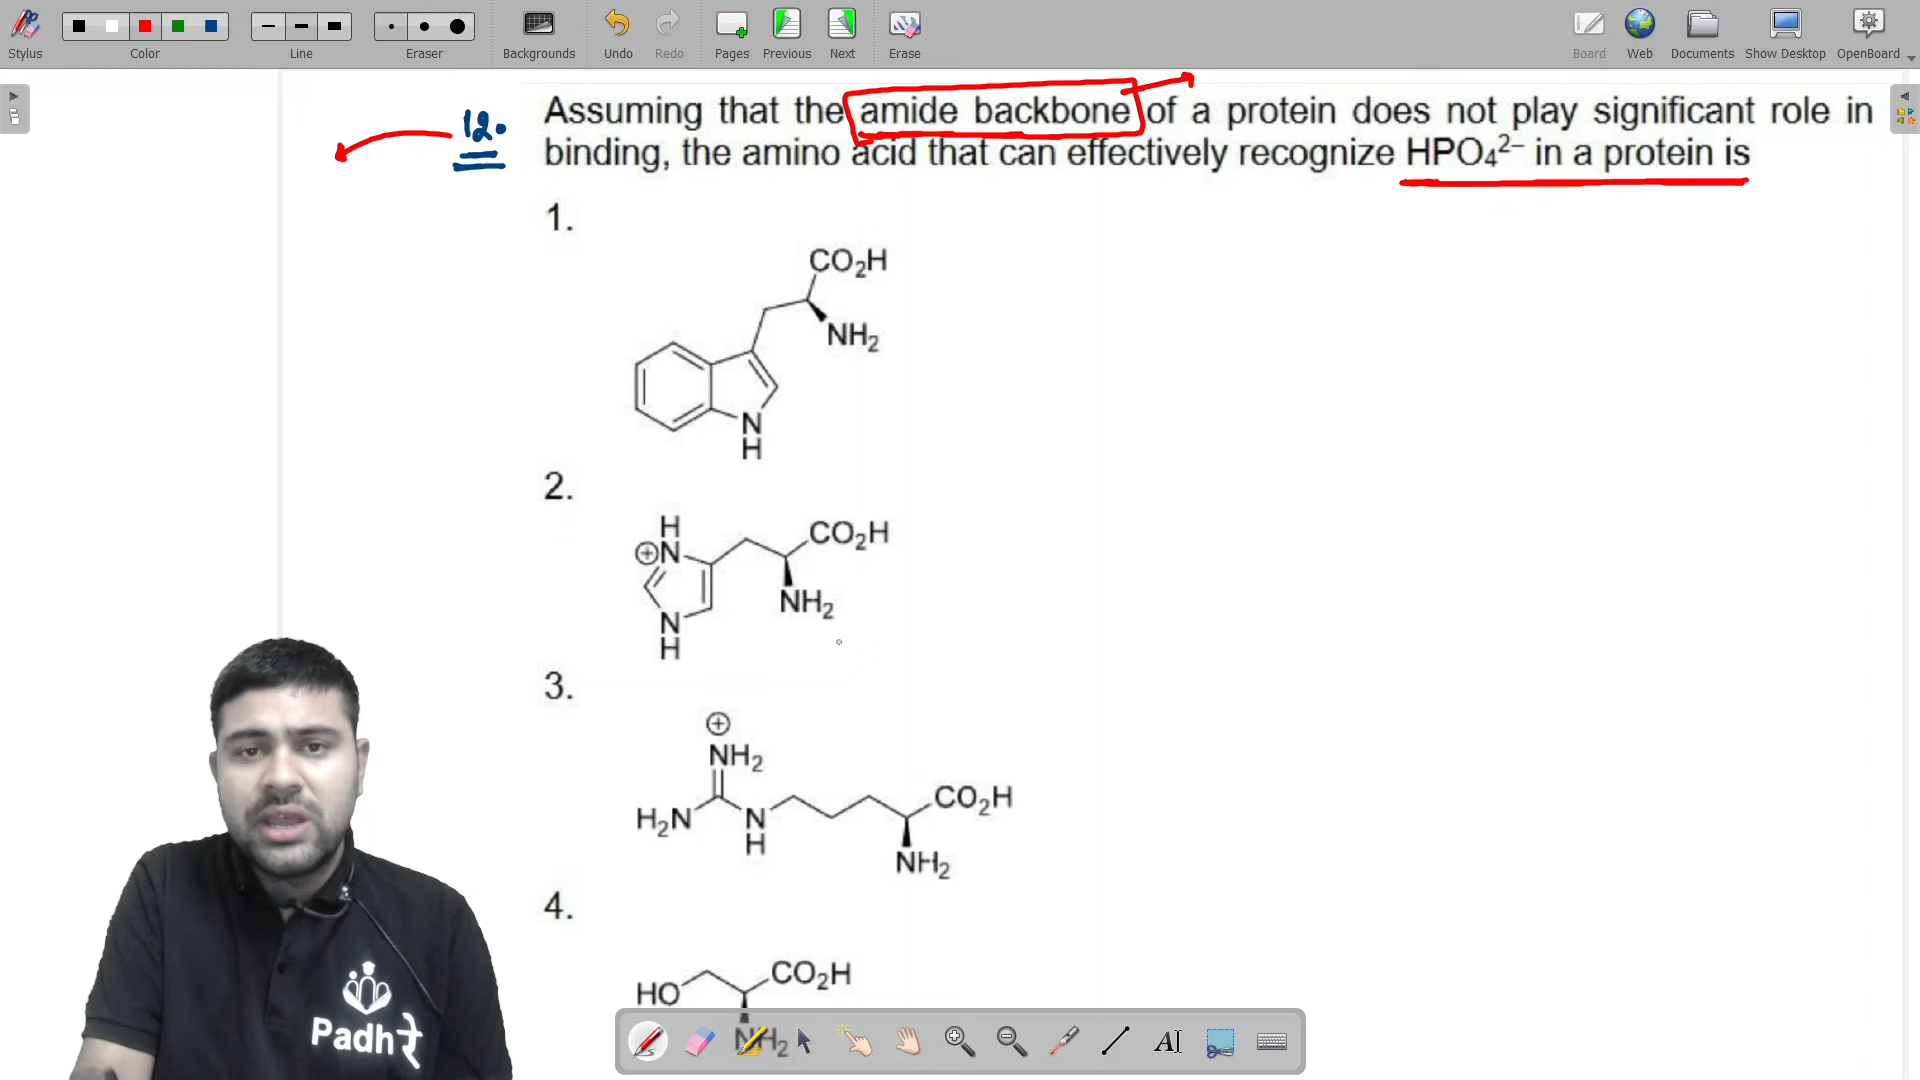 Stylus Color Line Eraser Backgrounds Undo Redo Pages Previous Next Erase Board Web Documents Show Desktop OpenBoard
12.
Assuming that the amide backbone of a protein does not play significant role in
binding, the amino acid that can effectively recognize HPO₄²⁻ in a protein is
1.
CO₂H
NH₂
N
H
2.
H
⊕N
CO₂H
NH₂
N
H
3.
⊕
NH₂
H₂N
N
H
CO₂H
NH₂
4.
HO
CO₂H
NH₂
Padhरे
AI